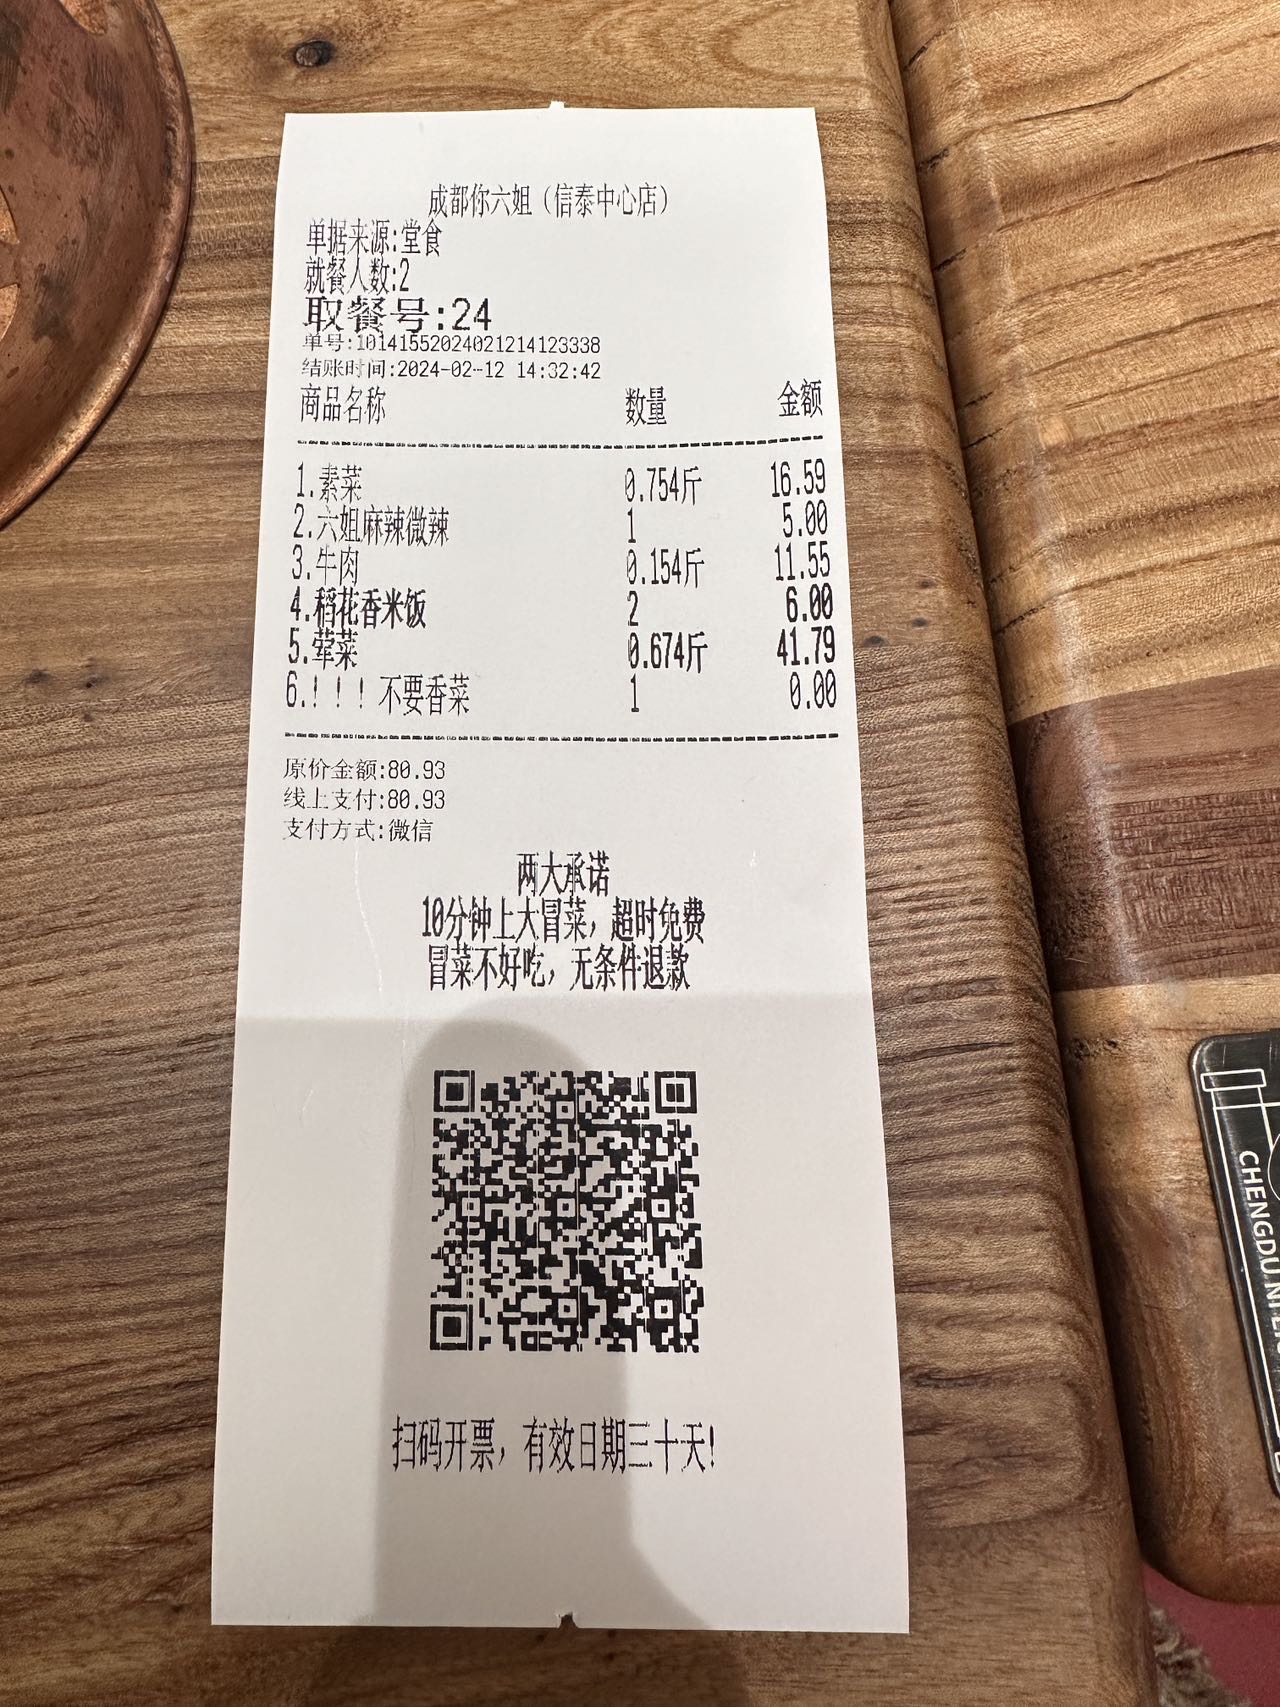 成都你六姐（信泰中心店）
单据来源:堂食
就餐人数:2
取餐号:24
单号:10141552024021214123338
结账时间:2024-02-12 14:32:42
商品名称 数量 金额
1.素菜 0.754斤 16.59
2.六姐麻辣微辣 1 5.00
3.牛肉 0.154斤 11.55
4.稻花香米饭 2 6.00
5.荤菜 0.674斤 41.79
6.！！！不要香菜 1 0.00
原价金额:80.93
线上支付:80.93
支付方式:微信
两大承诺
10分钟上大冒菜，超时免费
冒菜不好吃，无条件退款
扫码开票，有效日期三十天!
CHENGDU